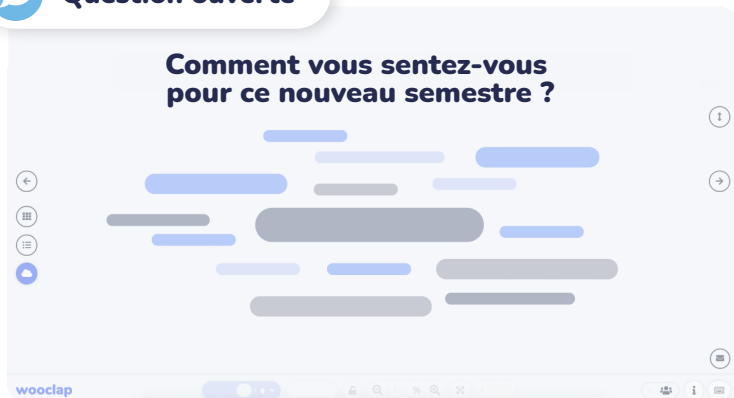 Question ouverte
Comment vous sentez-vous
pour ce nouveau semestre ?
wooclap